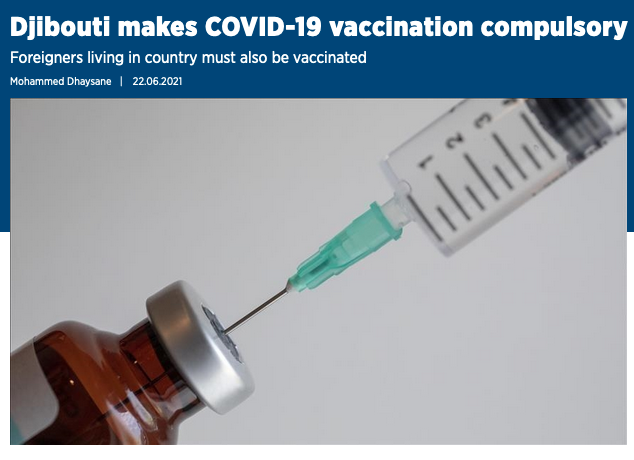 Djibouti makes COVID-19 vaccination compulsory
Foreigners living in country must also be vaccinated
Mohammed Dhaysane | 22.06.2021
1 2 3